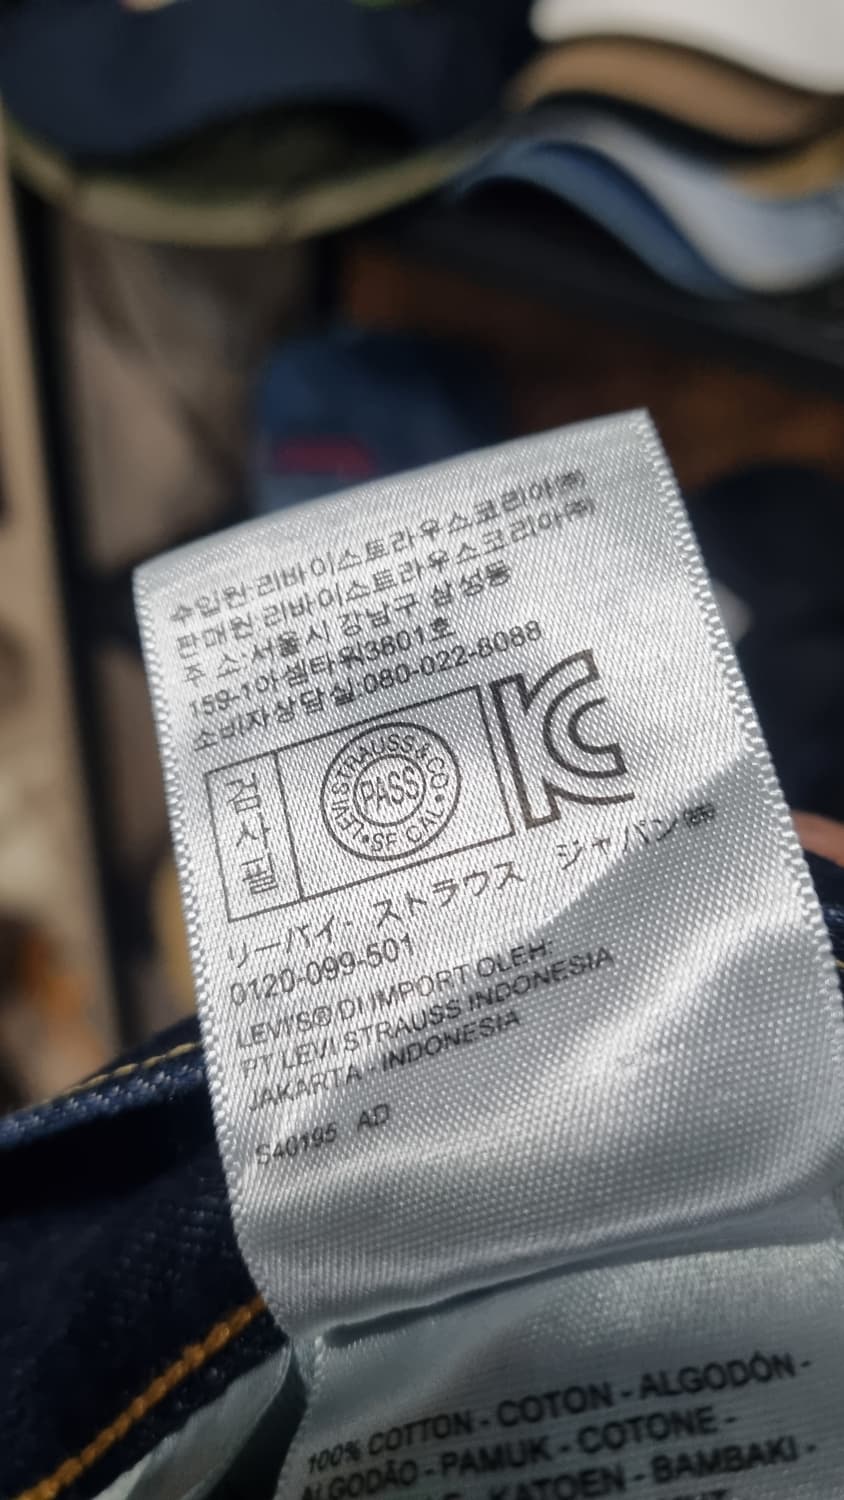 수입원:리바이스트라우스코리아㈜
판매원:리바이스트라우스코리아㈜
주 소:서울시 강남구 삼성동
159-1아셈타워3801호
소비자상담실:080-022-8088
검사필
LEVI STRAUSS & CO
PASS
SF CAL
リーバイ・ストラウス ジャパン㈱
0120-099-501
LEVI'S® DI IMPORT OLEH:
PT LEVI STRAUSS INDONESIA
JAKARTA - INDONESIA
S40195 AD
100% COTTON - COTON - ALGODÓN -
ALGODÃO - PAMUK - COTONE -
KATOEN - BAMBAKI -